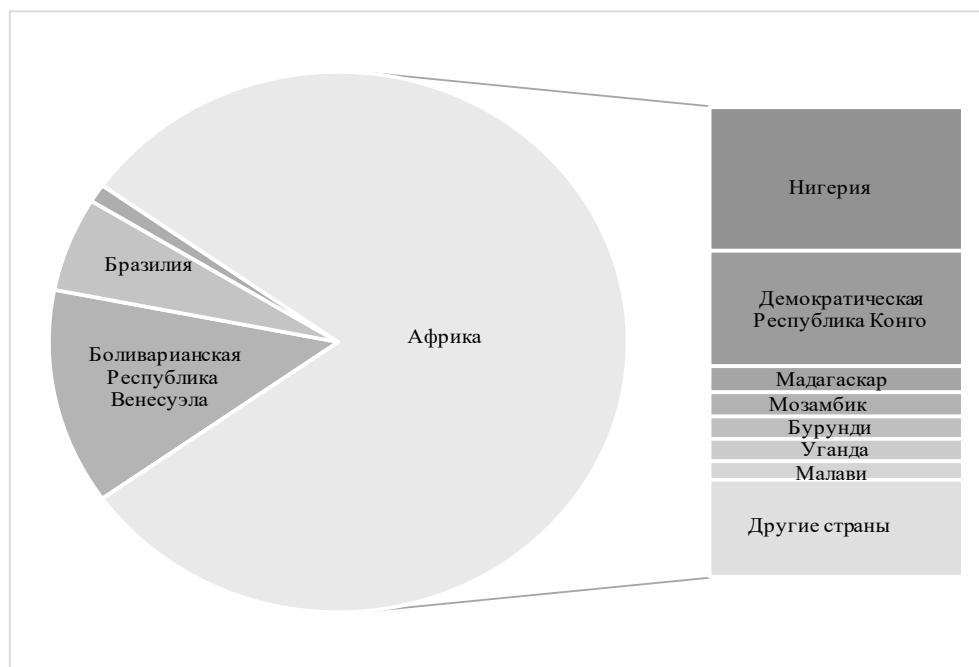 Бразилия
Боливарианская
Республика
Венесуэла
Африка
Нигерия
Демократическая
Республика Конго
Мадагаскар
Мозамбик
Бурунди
Уганда
Малави
Другие страны